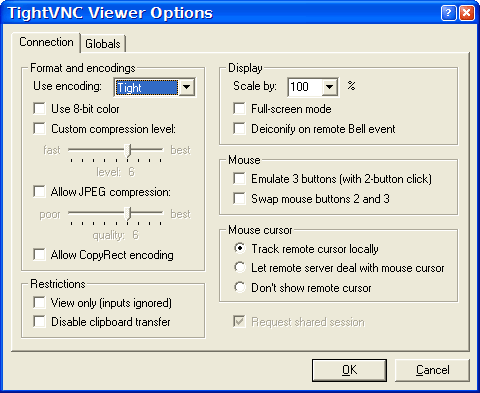 TightVNC Viewer Options
Connection
Globals
Format and encodings
Use encoding: Tight
Use 8-bit color
Custom compression level:
fast best
level: 6
Allow JPEG compression:
poor best
quality: 6
Allow CopyRect encoding
Restrictions
View only (inputs ignored)
Disable clipboard transfer
Display
Scale by: 100 %
Full-screen mode
Deiconify on remote Bell event
Mouse
Emulate 3 buttons (with 2-button click)
Swap mouse buttons 2 and 3
Mouse cursor
Track remote cursor locally
Let remote server deal with mouse cursor
Don't show remote cursor
Request shared session
OK
Cancel